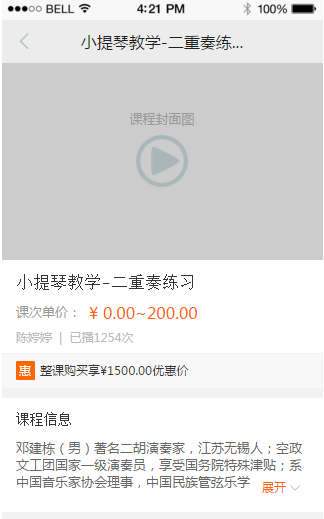 BELL 4:21 PM 100%
小提琴教学-二重奏练...
课程封面图
小提琴教学-二重奏练习
课次单价： ¥ 0.00~200.00
陈婷婷 | 已播1254次
惠 整课购买享¥1500.00优惠价
课程信息
邓建栋（男）著名二胡演奏家，江苏无锡人；空政
文工团国家一级演奏员，享受国务院特殊津贴；系
中国音乐家协会理事，中国民族管弦乐学 展开